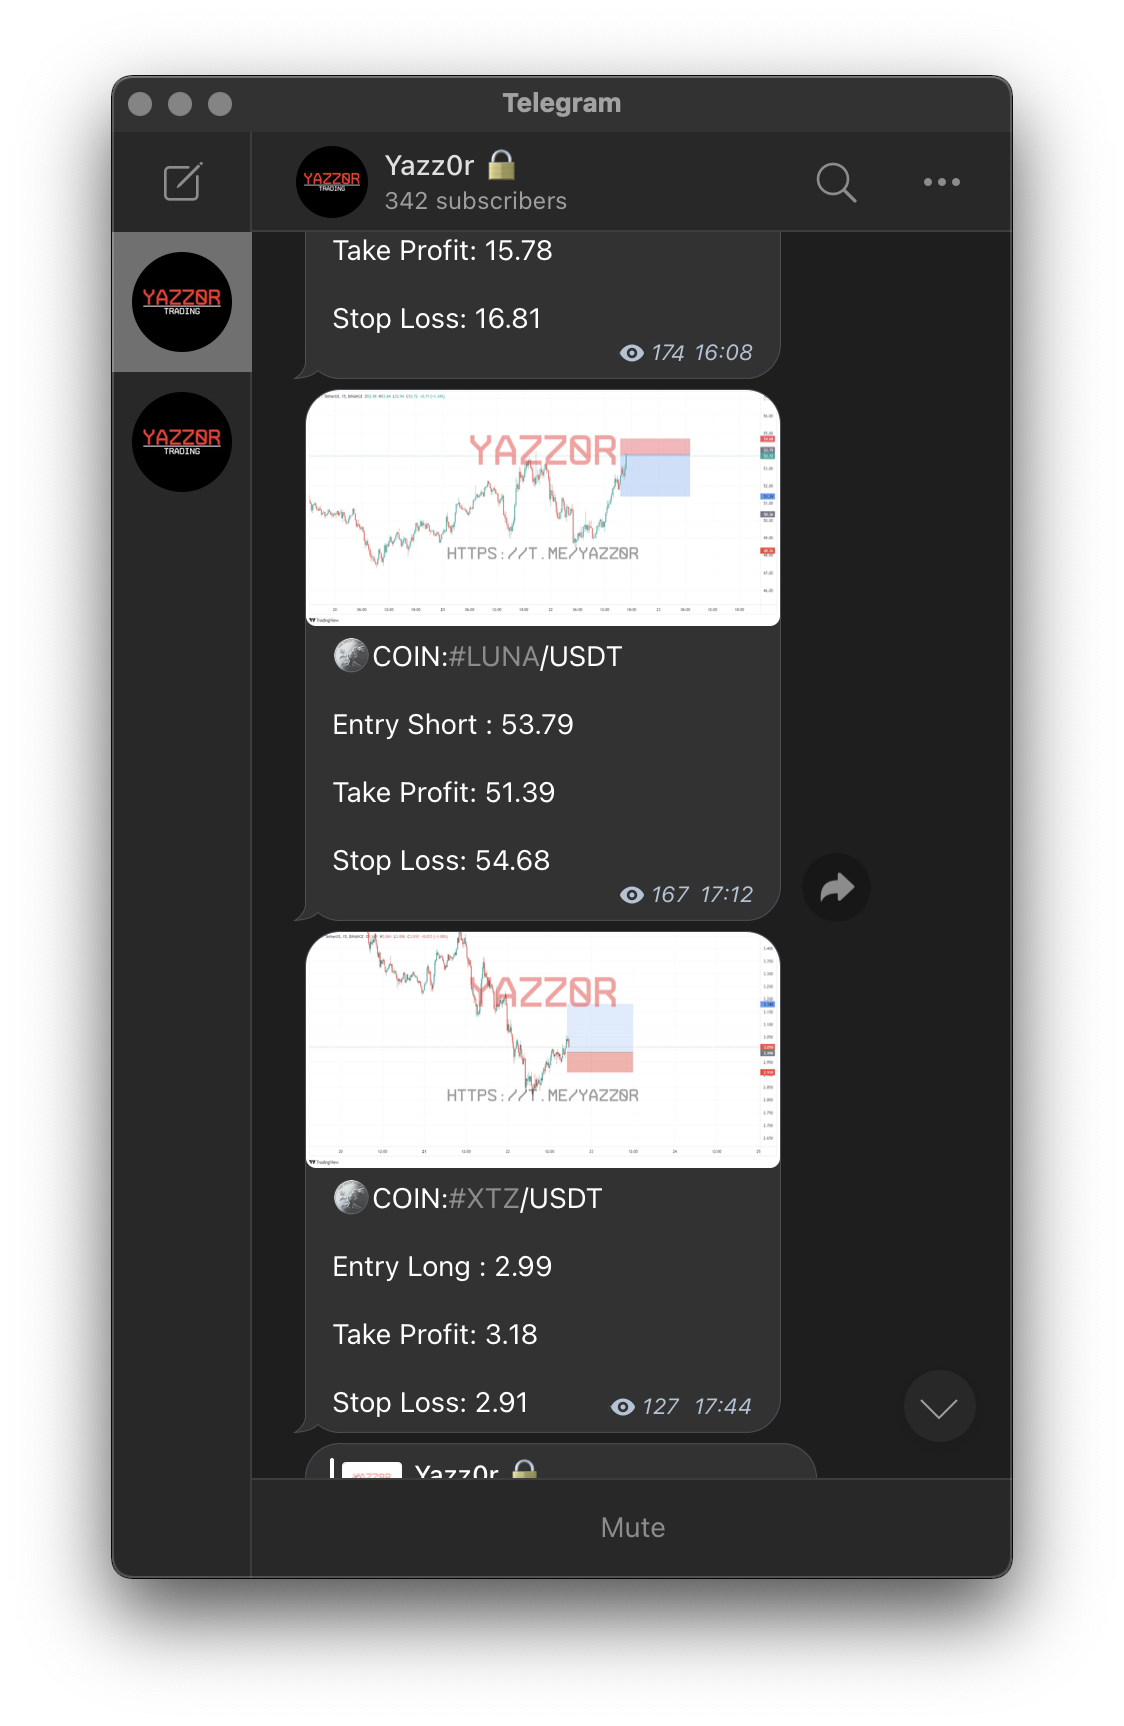 Telegram
YAZZ0R
TRADING
Yazz0r
342 subscribers
YAZZ0R
TRADING
YAZZ0R
TRADING
Take Profit: 15.78
Stop Loss: 16.81
174 16:08
YAZZ0R
HTTPS://T.ME/YAZZ0R
TradingView
COIN:#LUNA/USDT
Entry Short : 53.79
Take Profit: 51.39
Stop Loss: 54.68
167 17:12
YAZZ0R
HTTPS://T.ME/YAZZ0R
TradingView
COIN:#XTZ/USDT
Entry Long : 2.99
Take Profit: 3.18
Stop Loss: 2.91
127 17:44
Yazz0r
Mute